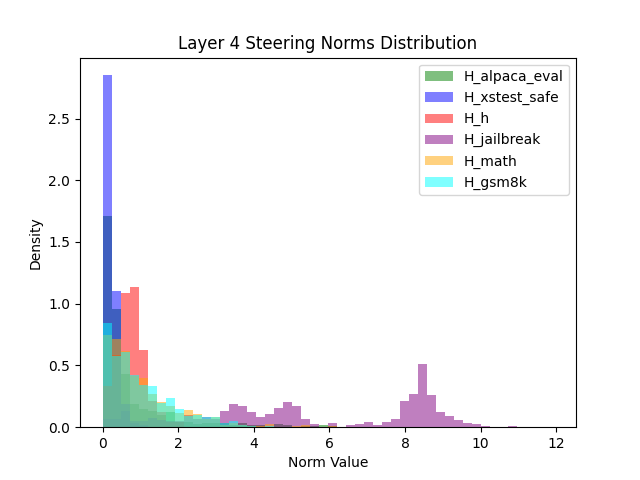 Layer 4 Steering Norms Distribution
H_alpaca_eval
H_xstest_safe
H_h
H_jailbreak
H_math
H_gsm8k
Density
2.5
2.0
1.5
1.0
0.5
0.0
0 2 4 6 8 10 12
Norm Value